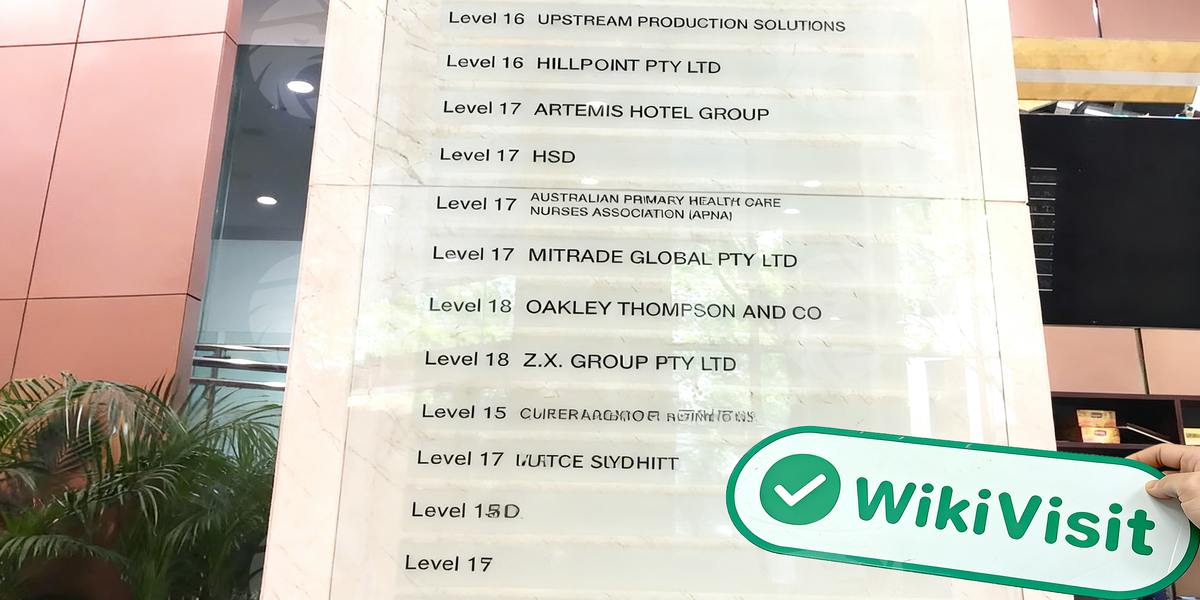 Level 16 UPSTREAM PRODUCTION SOLUTIONS
Level 16 HILLPOINT PTY LTD
Level 17 ARTEMIS HOTEL GROUP
Level 17 HSD
Level 17 AUSTRALIAN PRIMARY HEALTH CARE
NURSES ASSOCIATION (APNA)
Level 17 MITRADE GLOBAL PTY LTD
Level 18 OAKLEY THOMPSON AND CO
Level 18 Z.X. GROUP PTY LTD
Level 15
Level 17
Level
Level 17
WikiVisit